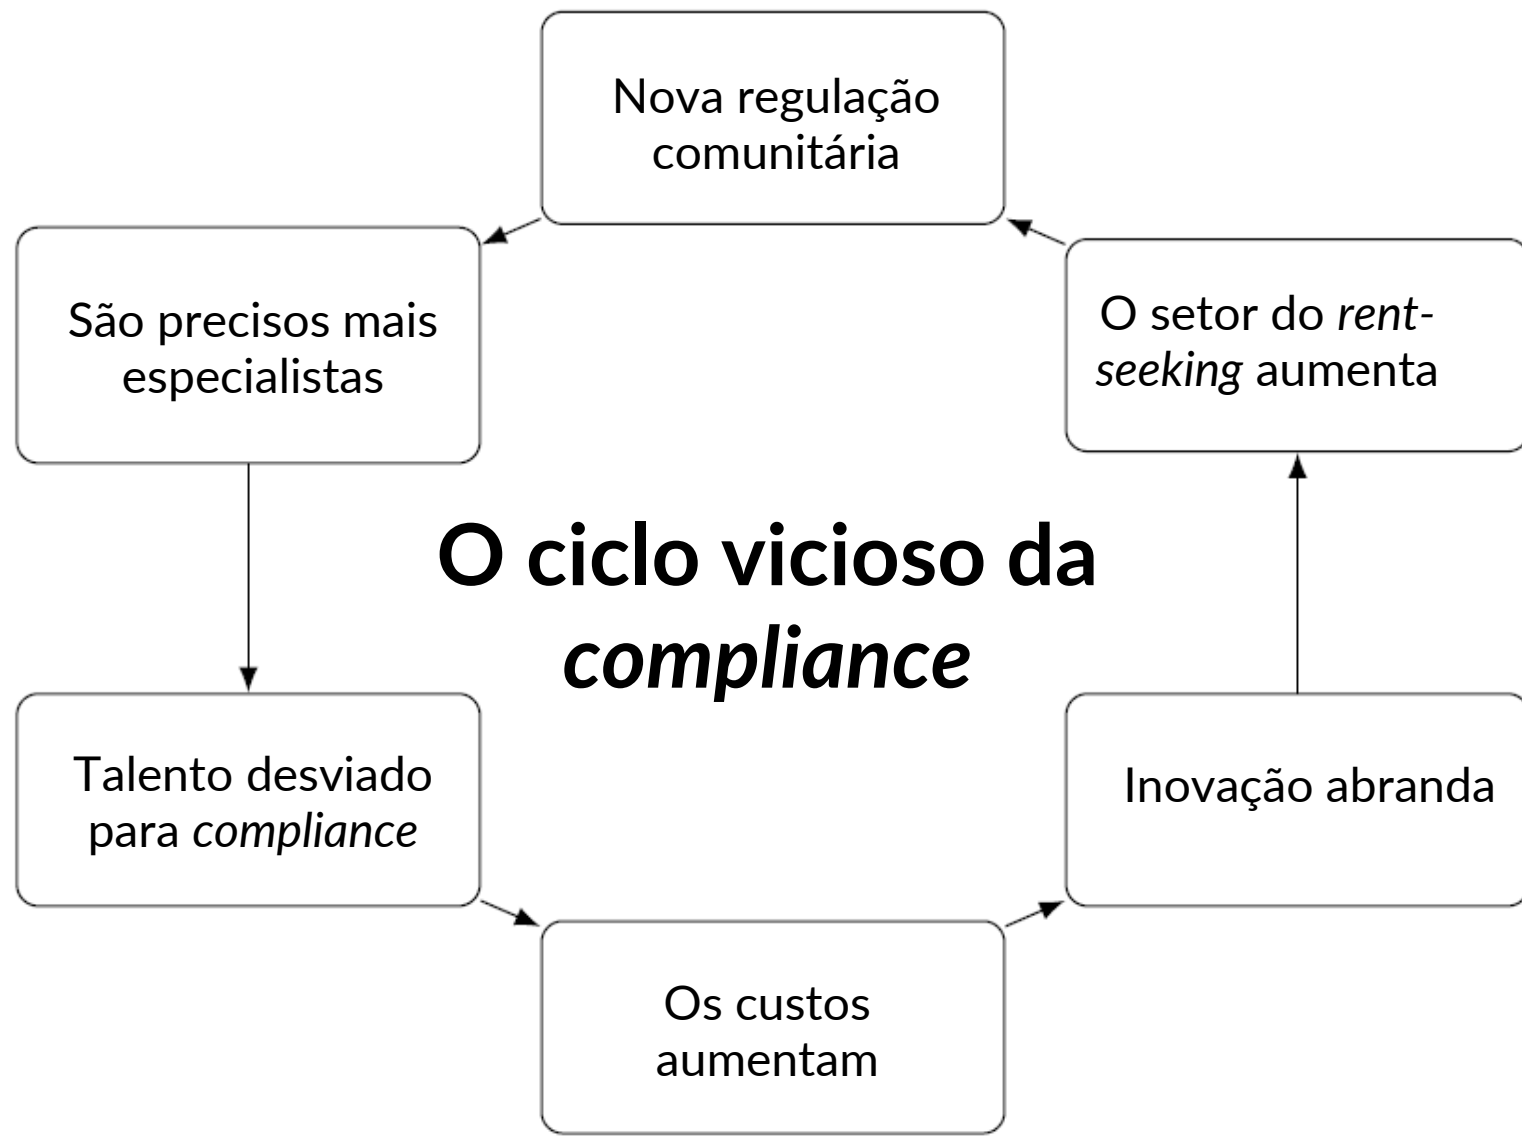 Nova regulação
comunitária
São precisos mais
especialistas
O setor do rent-
seeking aumenta
O ciclo vicioso da
compliance
Talento desviado
para compliance
Inovação abranda
Os custos
aumentam